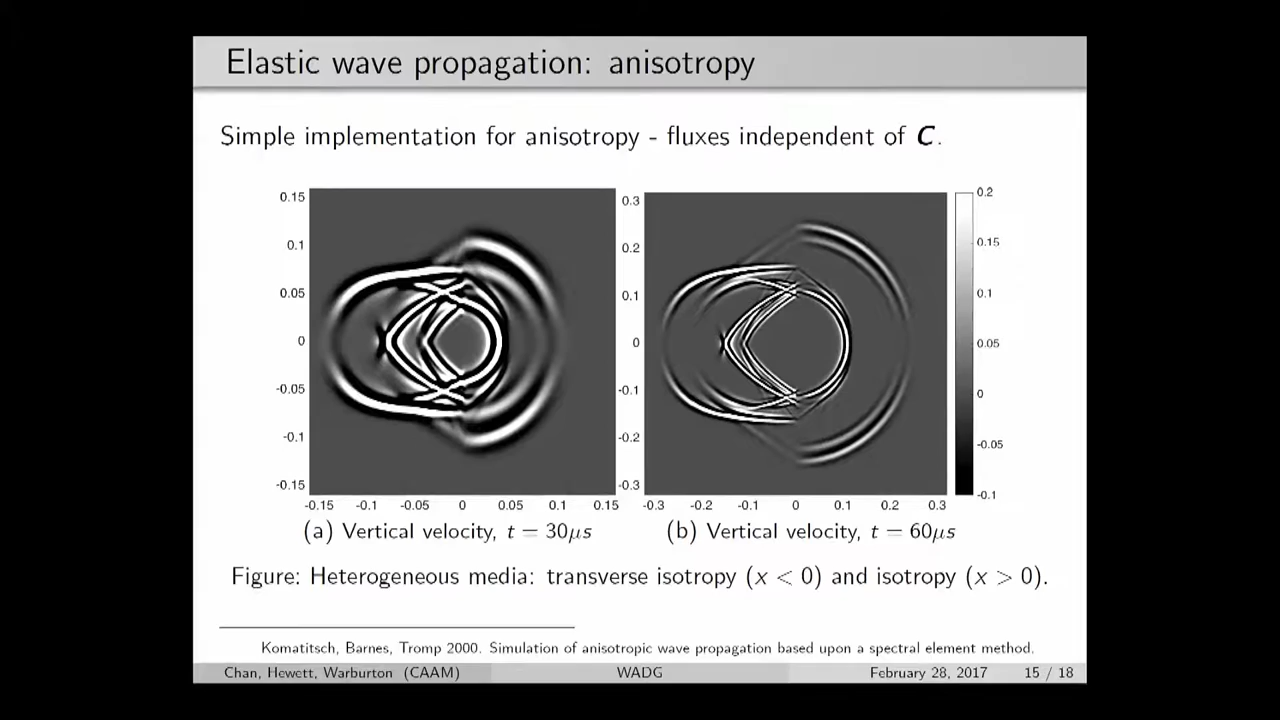 Elastic wave propagation: anisotropy
Simple implementation for anisotropy - fluxes independent of C.
0.15
0.1
0.05
0
-0.05
-0.1
-0.15
-0.15 -0.1 -0.05 0 0.05 0.1 0.15
0.3
0.2
0.1
0
-0.1
-0.2
-0.3
-0.3 -0.2 -0.1 0 0.1 0.2 0.3
0.2
0.15
0.1
0.05
0
-0.05
-0.1
(a) Vertical velocity, t = 30μs
(b) Vertical velocity, t = 60μs
Figure: Heterogeneous media: transverse isotropy (x < 0) and isotropy (x > 0).
Komatitsch, Barnes, Tromp 2000. Simulation of anisotropic wave propagation based upon a spectral element method.
Chan, Hewett, Warburton (CAAM) WADG February 28, 2017 15 / 18